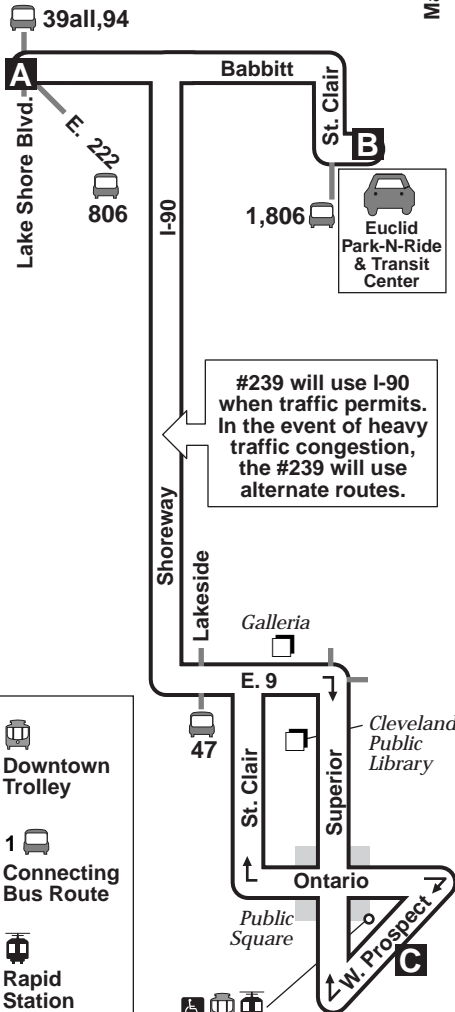 39all,94
Ma
A
Babbitt
Lake Shore Blvd.
E. 222
806
I-90
St. Clair
B
1,806
Euclid
Park-N-Ride
& Transit
Center
#239 will use I-90
when traffic permits.
In the event of heavy
traffic congestion,
the #239 will use
alternate routes.
Shoreway
Lakeside
Galleria
E. 9
47
St. Clair
Superior
Cleveland
Public
Library
Ontario
Public
Square
W. Prospect
C
Downtown
Trolley
1
Connecting
Bus Route
Rapid
Station